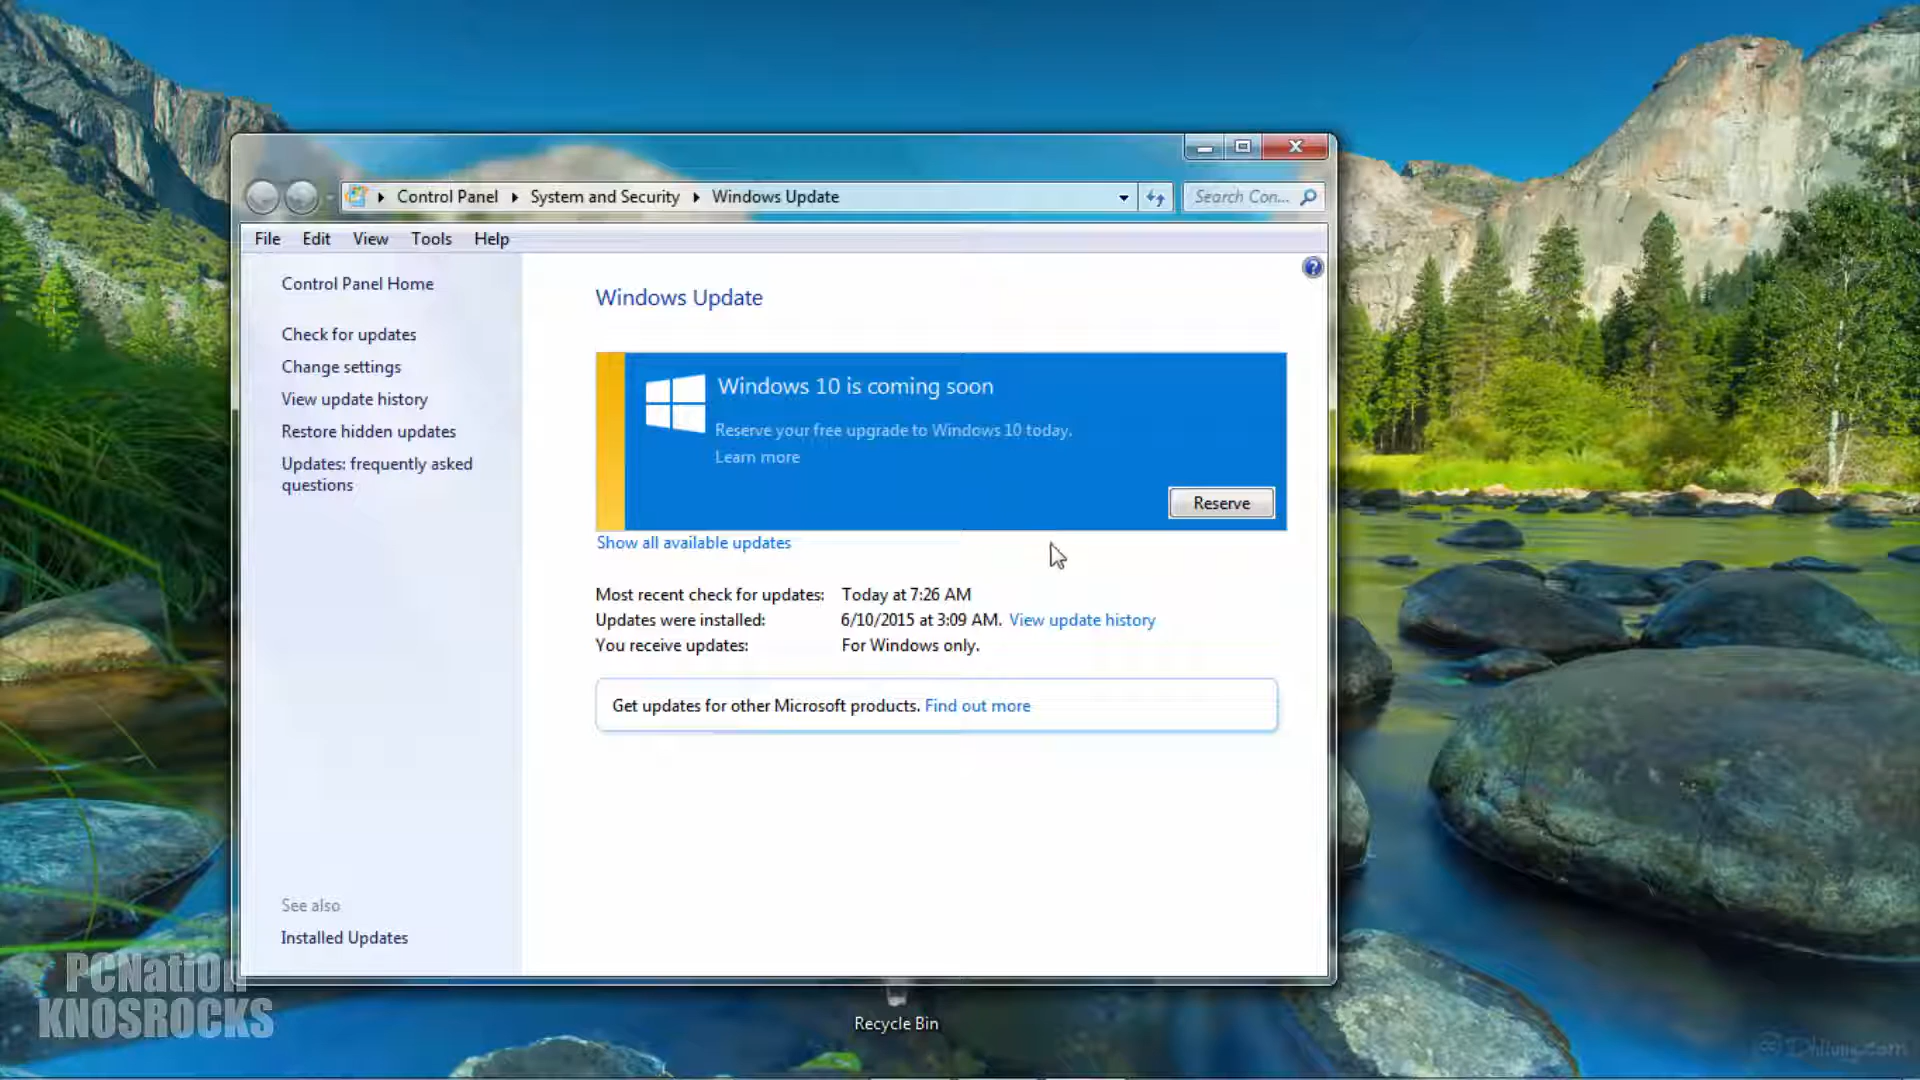 Control Panel
System and Security
Windows Update
Search Con...
File Edit View Tools Help
Control Panel Home
Check for updates
Change settings
View update history
Restore hidden updates
Updates: frequently asked
questions
See also
Installed Updates
Windows Update
Windows 10 is coming soon
Reserve your free upgrade to Windows 10 today.
Learn more
Reserve
Show all available updates
Most recent check for updates: Today at 7:26 AM
Updates were installed: 6/10/2015 at 3:09 AM. View update history
You receive updates: For Windows only.
Get updates for other Microsoft products. Find out more
PCNation
KNOSROCKS
Recycle Bin